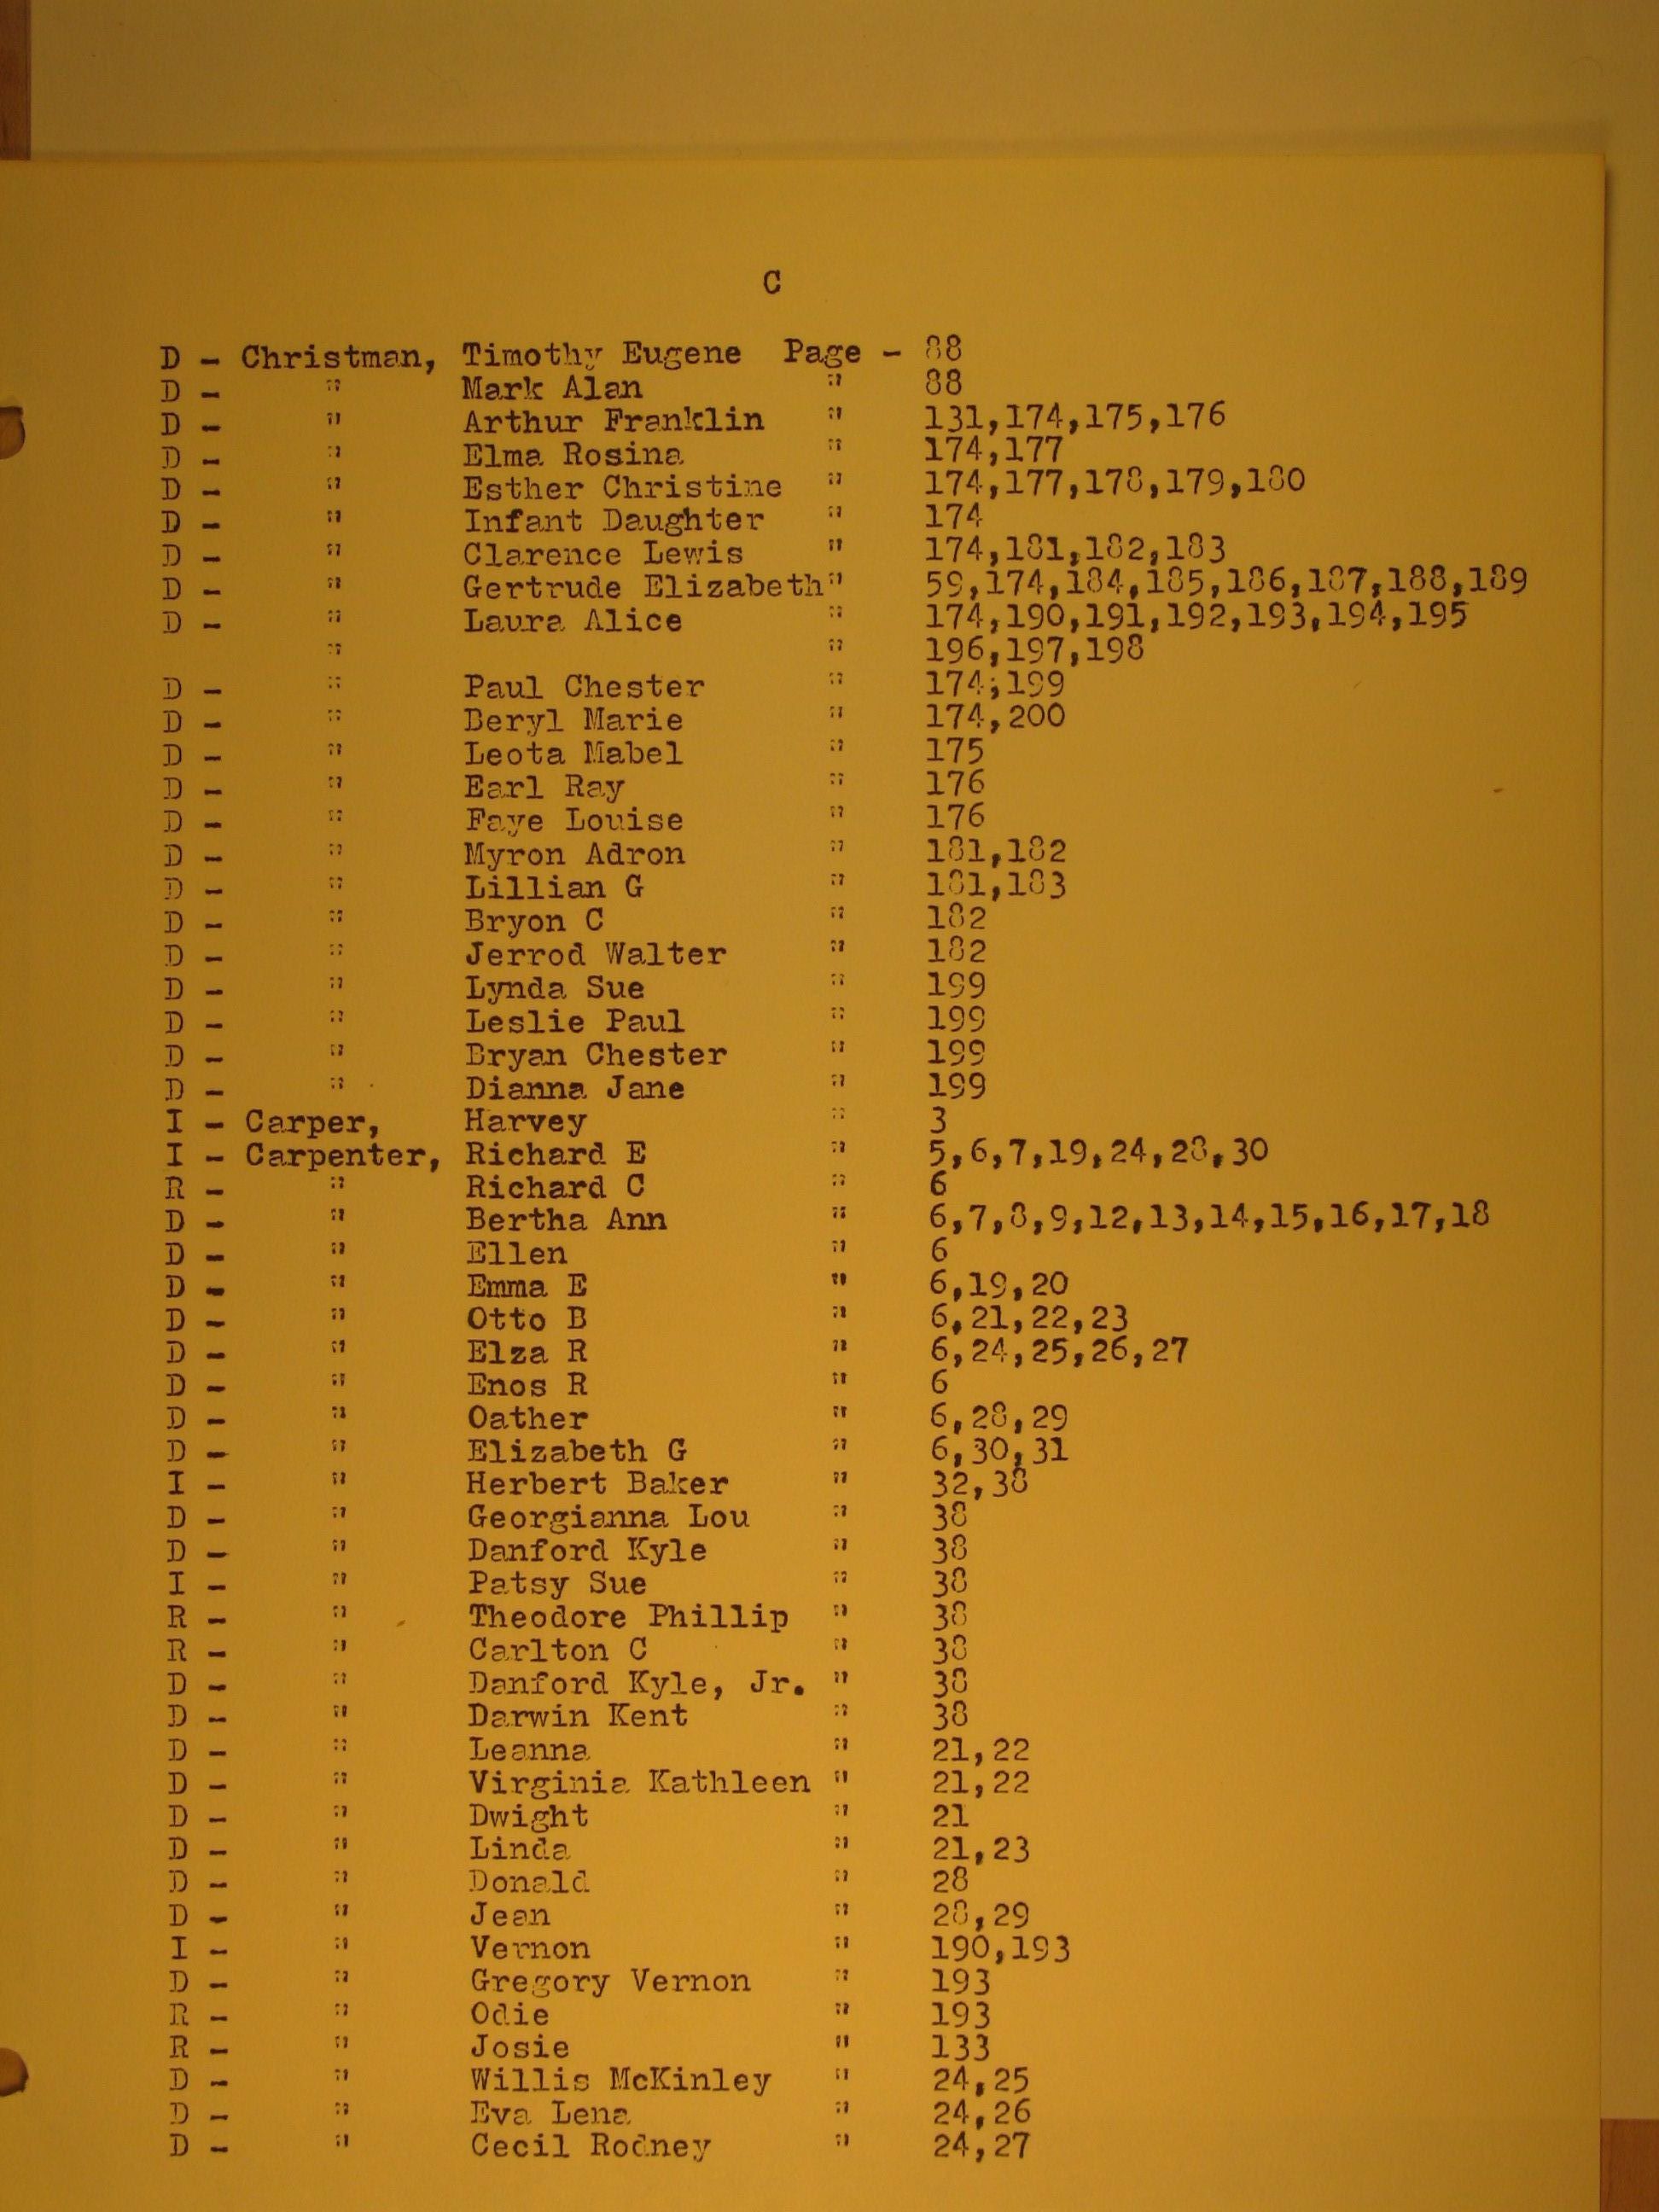 C
D - Christman, Timothy Eugene Page - 88
D - " Mark Alan " 88
D - " Arthur Franklin " 131,174,175,176
D - " Elma Rosina " 174,177
D - " Esther Christine " 174,177,178,179,180
D - " Infant Daughter " 174
D - " Clarence Lewis " 174,181,182,183
D - " Gertrude Elizabeth" 59,174,184,185,186,187,188,189
D - " Laura Alice " 174,190,191,192,193,194,195
" " 196,197,198
D - " Paul Chester " 174,199
D - " Beryl Marie " 174,200
D - " Leota Mabel " 175
D - " Earl Ray " 176
D - " Faye Louise " 176
D - " Myron Adron " 181,182
D - " Lillian G " 181,183
D - " Bryon C " 182
D - " Jerrod Walter " 182
D - " Lynda Sue " 199
D - " Leslie Paul " 199
D - " Bryan Chester " 199
D - " Dianna Jane " 199
I - Carper, Harvey " 3
I - Carpenter, Richard E " 5,6,7,19,24,28,30
R - " Richard C " 6
D - " Bertha Ann " 6,7,8,9,12,13,14,15,16,17,18
D - " Ellen " 6
D - " Emma E " 6,19,20
D - " Otto B " 6,21,22,23
D - " Elza R " 6,24,25,26,27
D - " Enos R " 6
D - " Oather " 6,28,29
D - " Elizabeth G " 6,30,31
I - " Herbert Baker " 32,38
D - " Georgianna Lou " 38
D - " Danford Kyle " 38
I - " Patsy Sue " 38
R - " Theodore Phillip " 38
R - " Carlton C " 38
D - " Danford Kyle, Jr. " 38
D - " Darwin Kent " 38
D - " Leanna " 21,22
D - " Virginia Kathleen " 21,22
D - " Dwight " 21
D - " Linda " 21,23
D - " Donald " 28
D - " Jean " 28,29
I - " Vernon " 190,193
D - " Gregory Vernon " 193
R - " Odie " 193
R - " Josie " 133
D - " Willis McKinley " 24,25
D - " Eva Lena " 24,26
D - " Cecil Rodney " 24,27